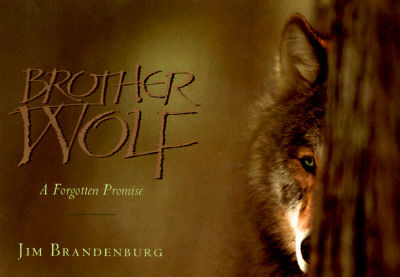 BROTHER
WOLF
A Forgotten Promise
JIM BRANDENBURG